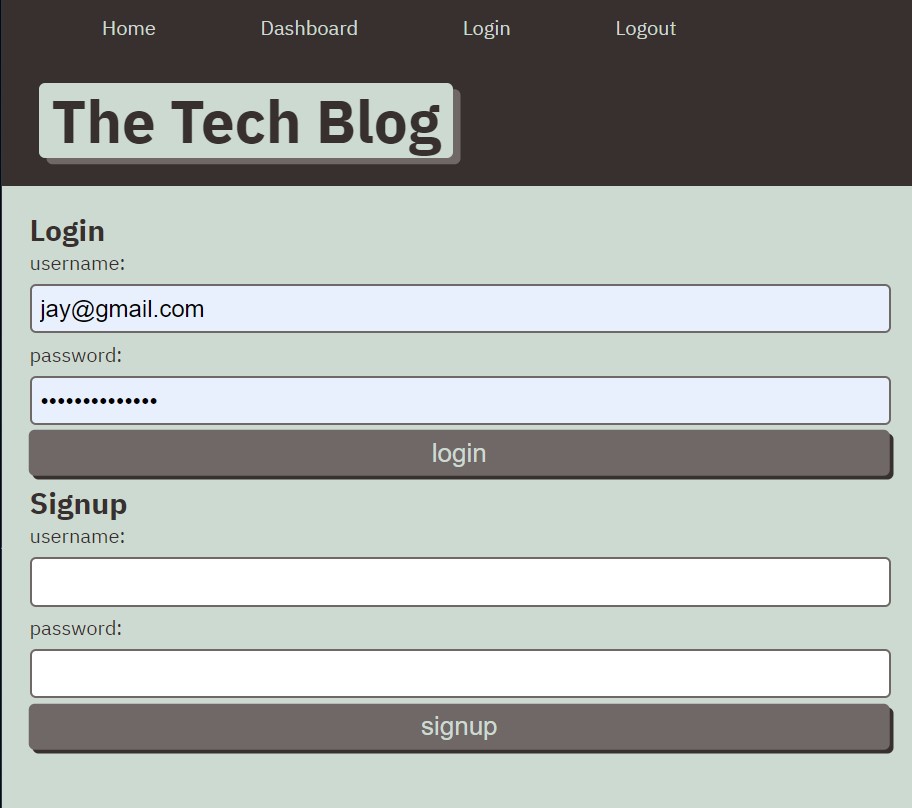 Home Dashboard Login Logout
The Tech Blog
Login
username:
jay@gmail.com
password:
••••••••••••••
login
Signup
username:
password:
signup